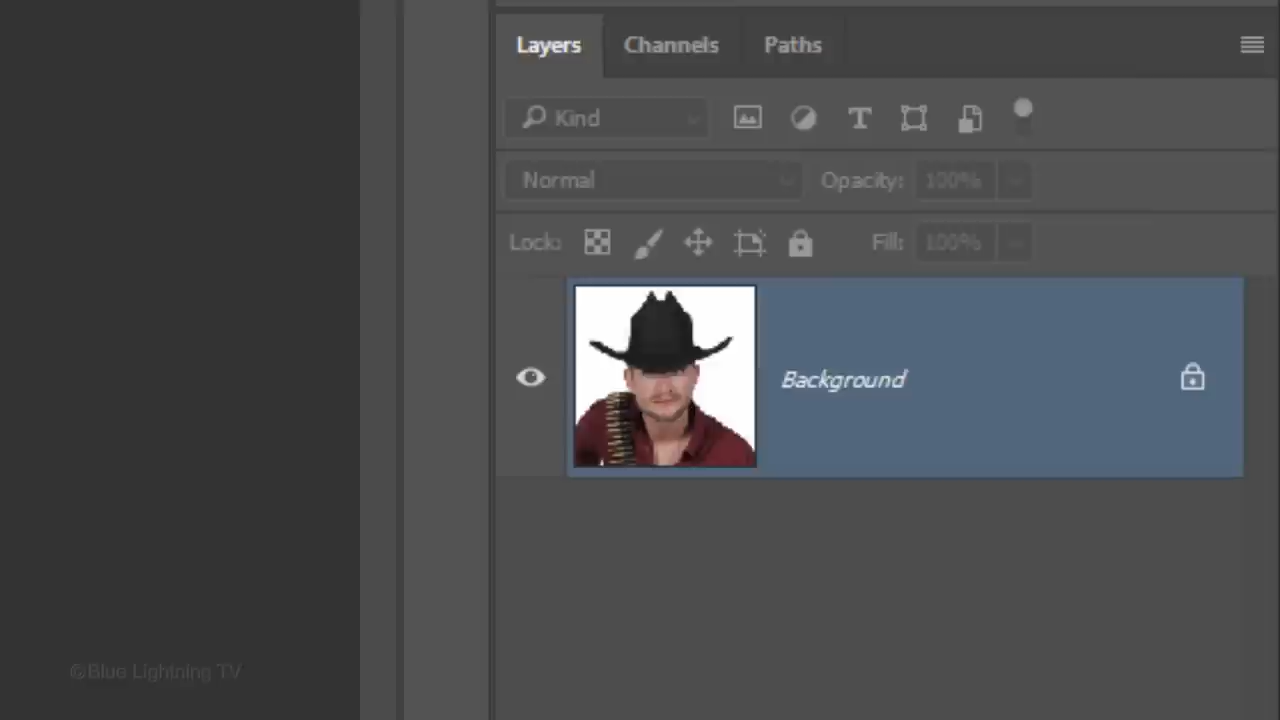 Layers Channels Paths
Kind
Normal Opacity: 100%
Lock: Fill: 100%
Background
©Blue Lightning TV